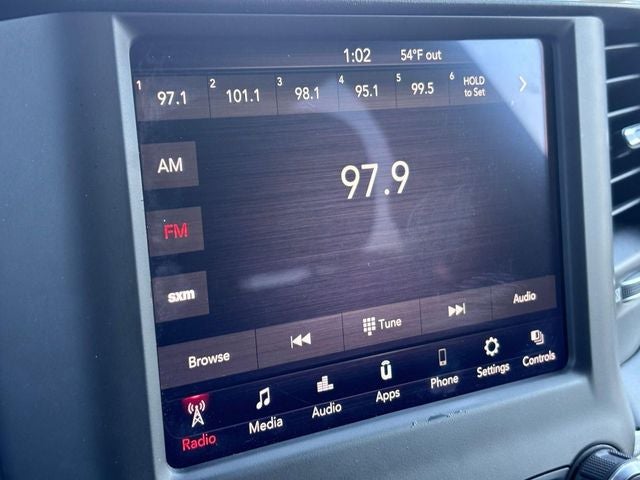 1:02 54°F out
1 97.1 2 101.1 3 98.1 4 95.1 5 99.5 6 HOLD to Set
AM
97.9
FM
sxm
Browse Tune Audio
Radio Media Audio Apps Phone Settings Controls